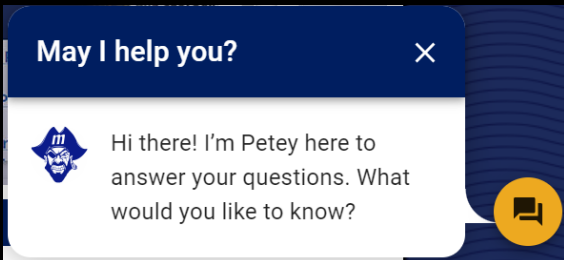 May I help you?
m
Hi there! I’m Petey here to
answer your questions. What
would you like to know?